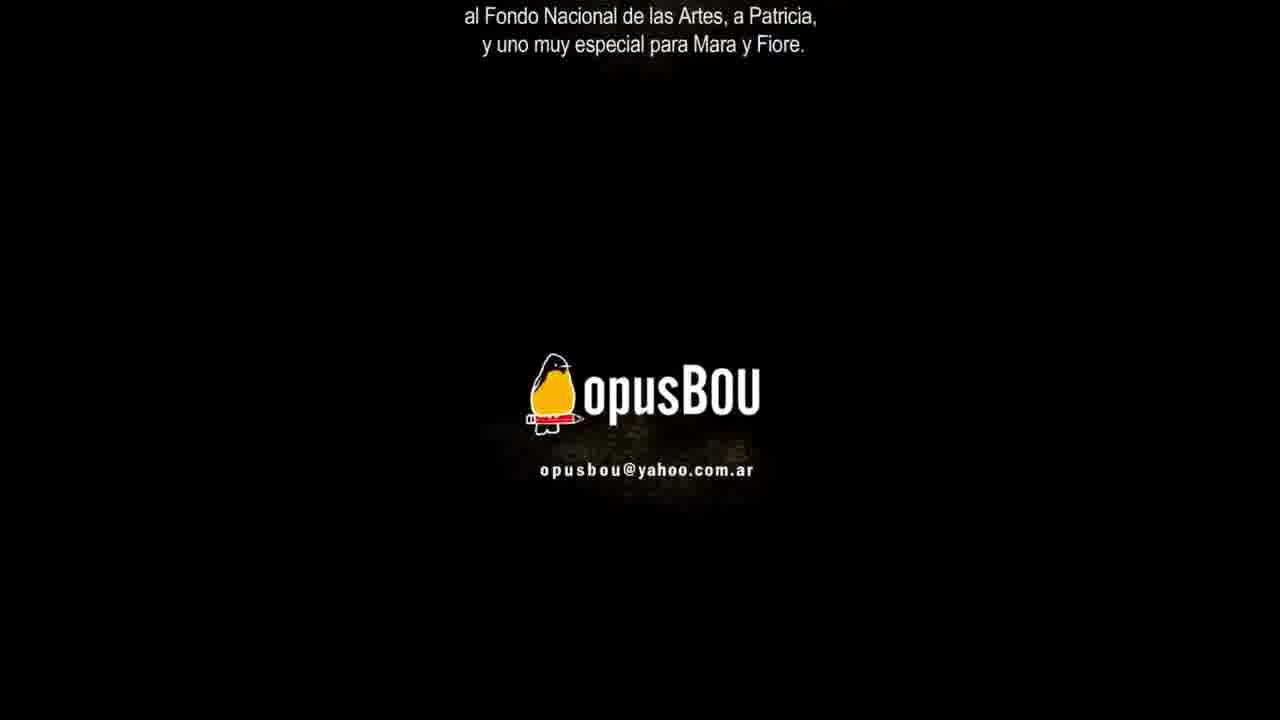 al Fondo Nacional de las Artes, a Patricia,
y uno muy especial para Mara y Fiore.
opusBOU
opusbou@yahoo.com.ar